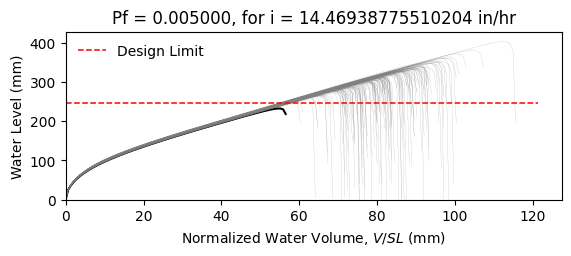 Pf = 0.005000, for i = 14.46938775510204 in/hr
Water Level (mm)
400
300
200
100
0
Design Limit
0 20 40 60 80 100 120
Normalized Water Volume, V/SL (mm)